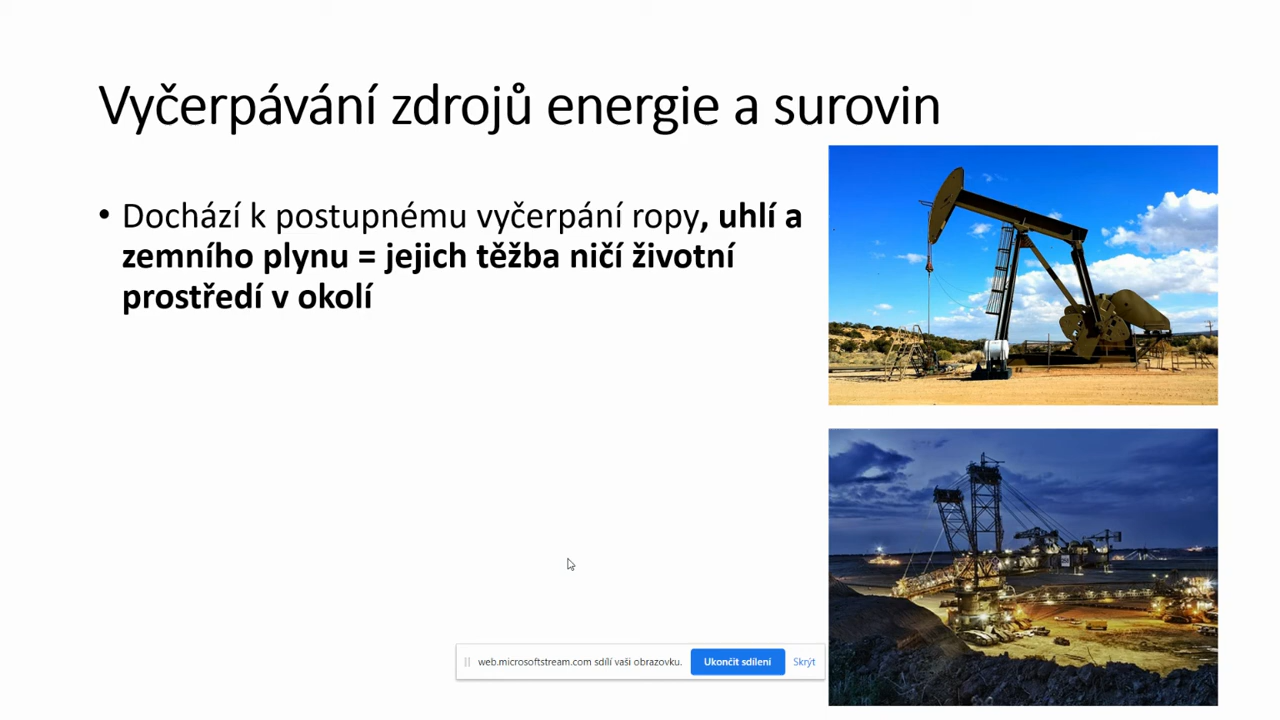 Vyčerpávání zdrojů energie a surovin
• Dochází k postupnému vyčerpání ropy, uhlí a
zemního plynu = jejich těžba ničí životní
prostředí v okolí
web.microsoftstream.com sdílí vaši obrazovku. Ukončit sdílení Skrýt